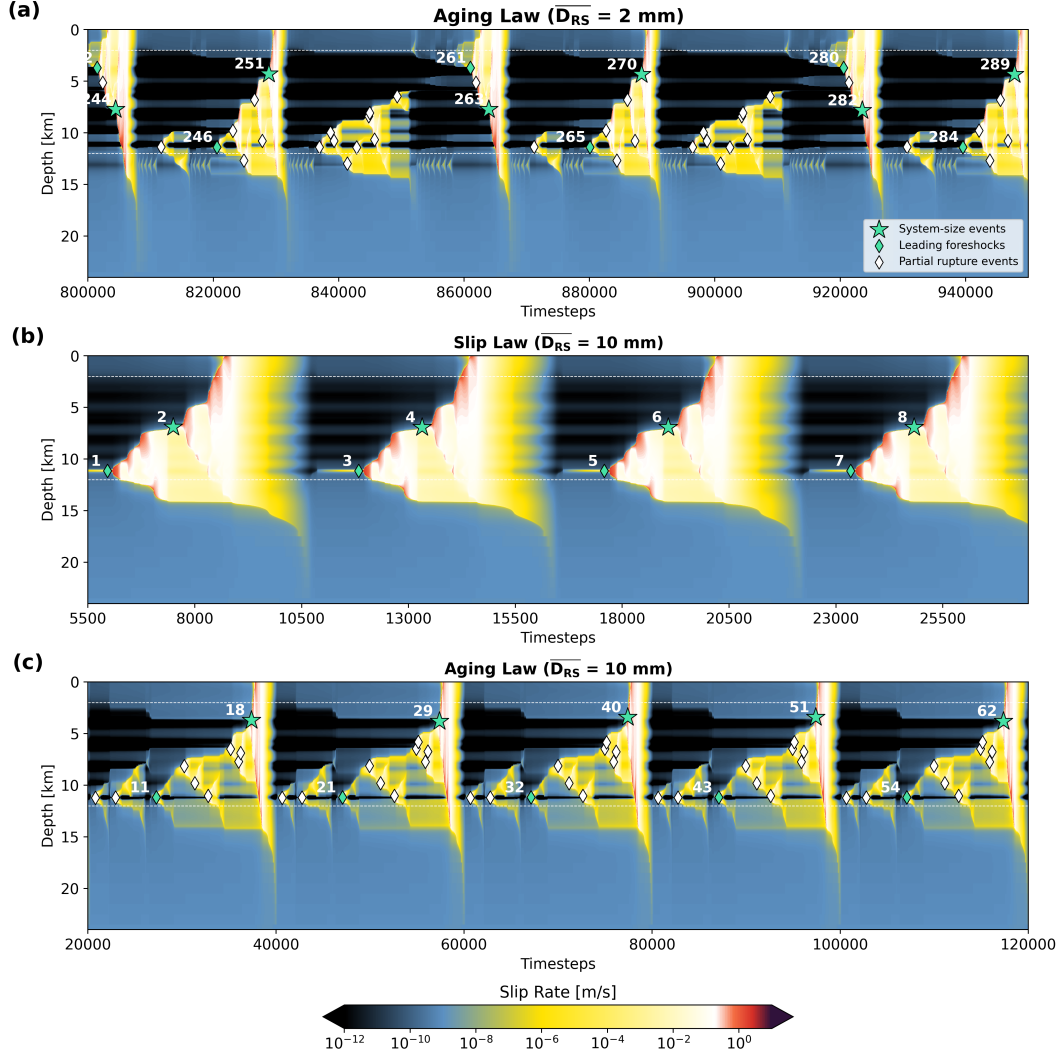 (a)
Aging Law (D_RS = 2 mm)
Depth [km]
0
5
10
15
20
2
244
246
251
261
263
265
270
280
282
284
289
System-size events
Leading foreshocks
Partial rupture events
800000 820000 840000 860000 880000 900000 920000 940000
Timesteps
(b)
Slip Law (D_RS = 10 mm)
Depth [km]
0
5
10
15
20
1
2
3
4
5
6
7
8
5500 8000 10500 13000 15500 18000 20500 23000 25500
Timesteps
(c)
Aging Law (D_RS = 10 mm)
Depth [km]
0
5
10
15
20
11
18
21
29
32
40
43
51
54
62
20000 40000 60000 80000 100000 120000
Timesteps
Slip Rate [m/s]
10⁻¹² 10⁻¹⁰ 10⁻⁸ 10⁻⁶ 10⁻⁴ 10⁻² 10⁰